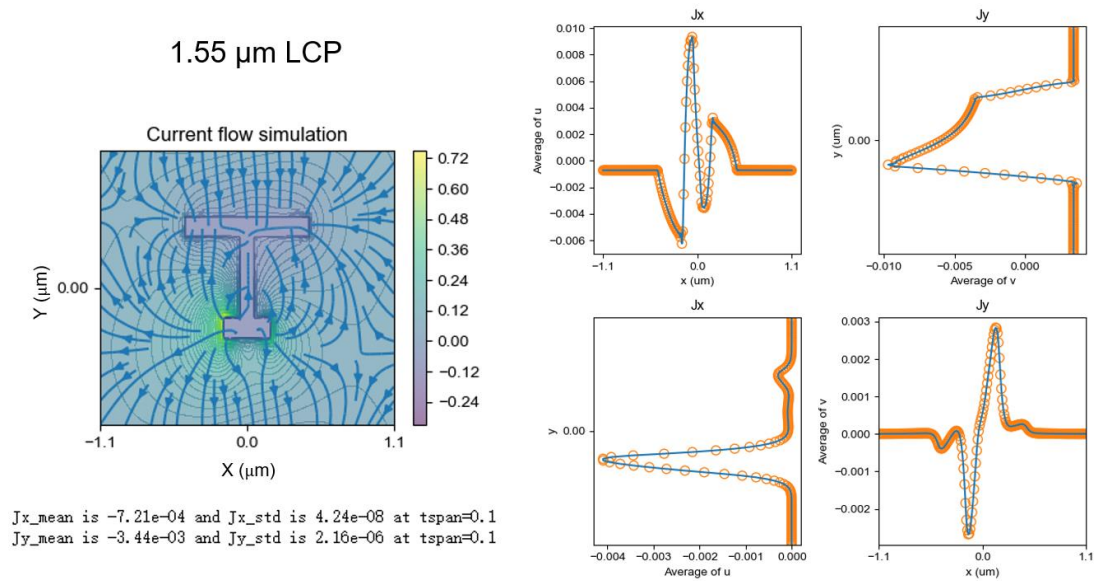 1.55 µm LCP
Current flow simulation
0.72
0.60
0.48
0.36
0.24
0.12
0.00
−0.12
−0.24
Y (µm)
0.00
−1.1
0.0
1.1
X (µm)
Jx_mean is -7.21e-04 and Jx_std is 4.24e-08 at tspan=0.1
Jy_mean is -3.44e-03 and Jy_std is 2.16e-06 at tspan=0.1
Jx
Average of u
0.010
0.008
0.006
0.004
0.002
0.000
−0.002
−0.004
−0.006
−1.1
0.0
1.1
x (um)
Jy
y (um)
0.00
−0.010
−0.005
0.000
Average of v
Jx
y
0.00
−0.004
−0.003
−0.002
−0.001
0.000
Average of u
Jy
Average of v
0.003
0.002
0.001
0.000
−0.001
−0.002
−1.1
0.0
1.1
x (um)